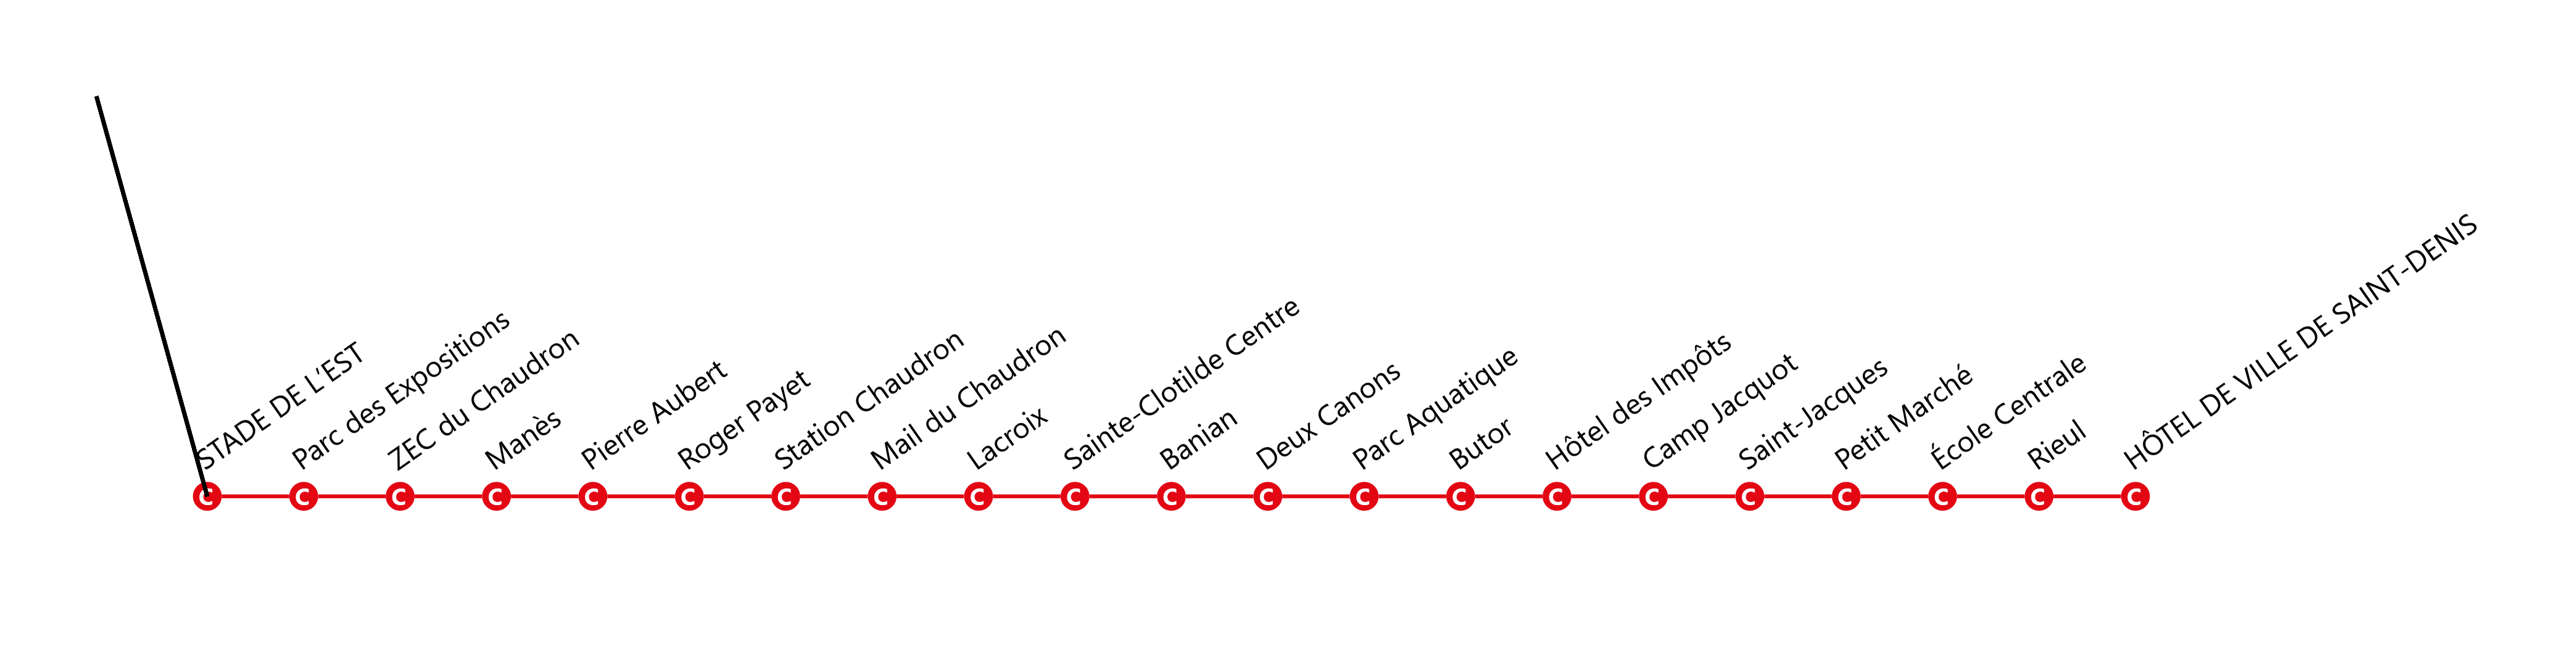 STADE DE L'EST
Parc des Expositions
ZEC du Chaudron
Manès
Pierre Aubert
Roger Payet
Station Chaudron
Mail du Chaudron
Lacroix
Sainte-Clotilde Centre
Banian
Deux Canons
Parc Aquatique
Butor
Hôtel des Impôts
Camp Jacquot
Saint-Jacques
Petit Marché
École Centrale
Rieul
HÔTEL DE VILLE DE SAINT-DENIS
C C C C C C C C C C C C C C C C C C C C C